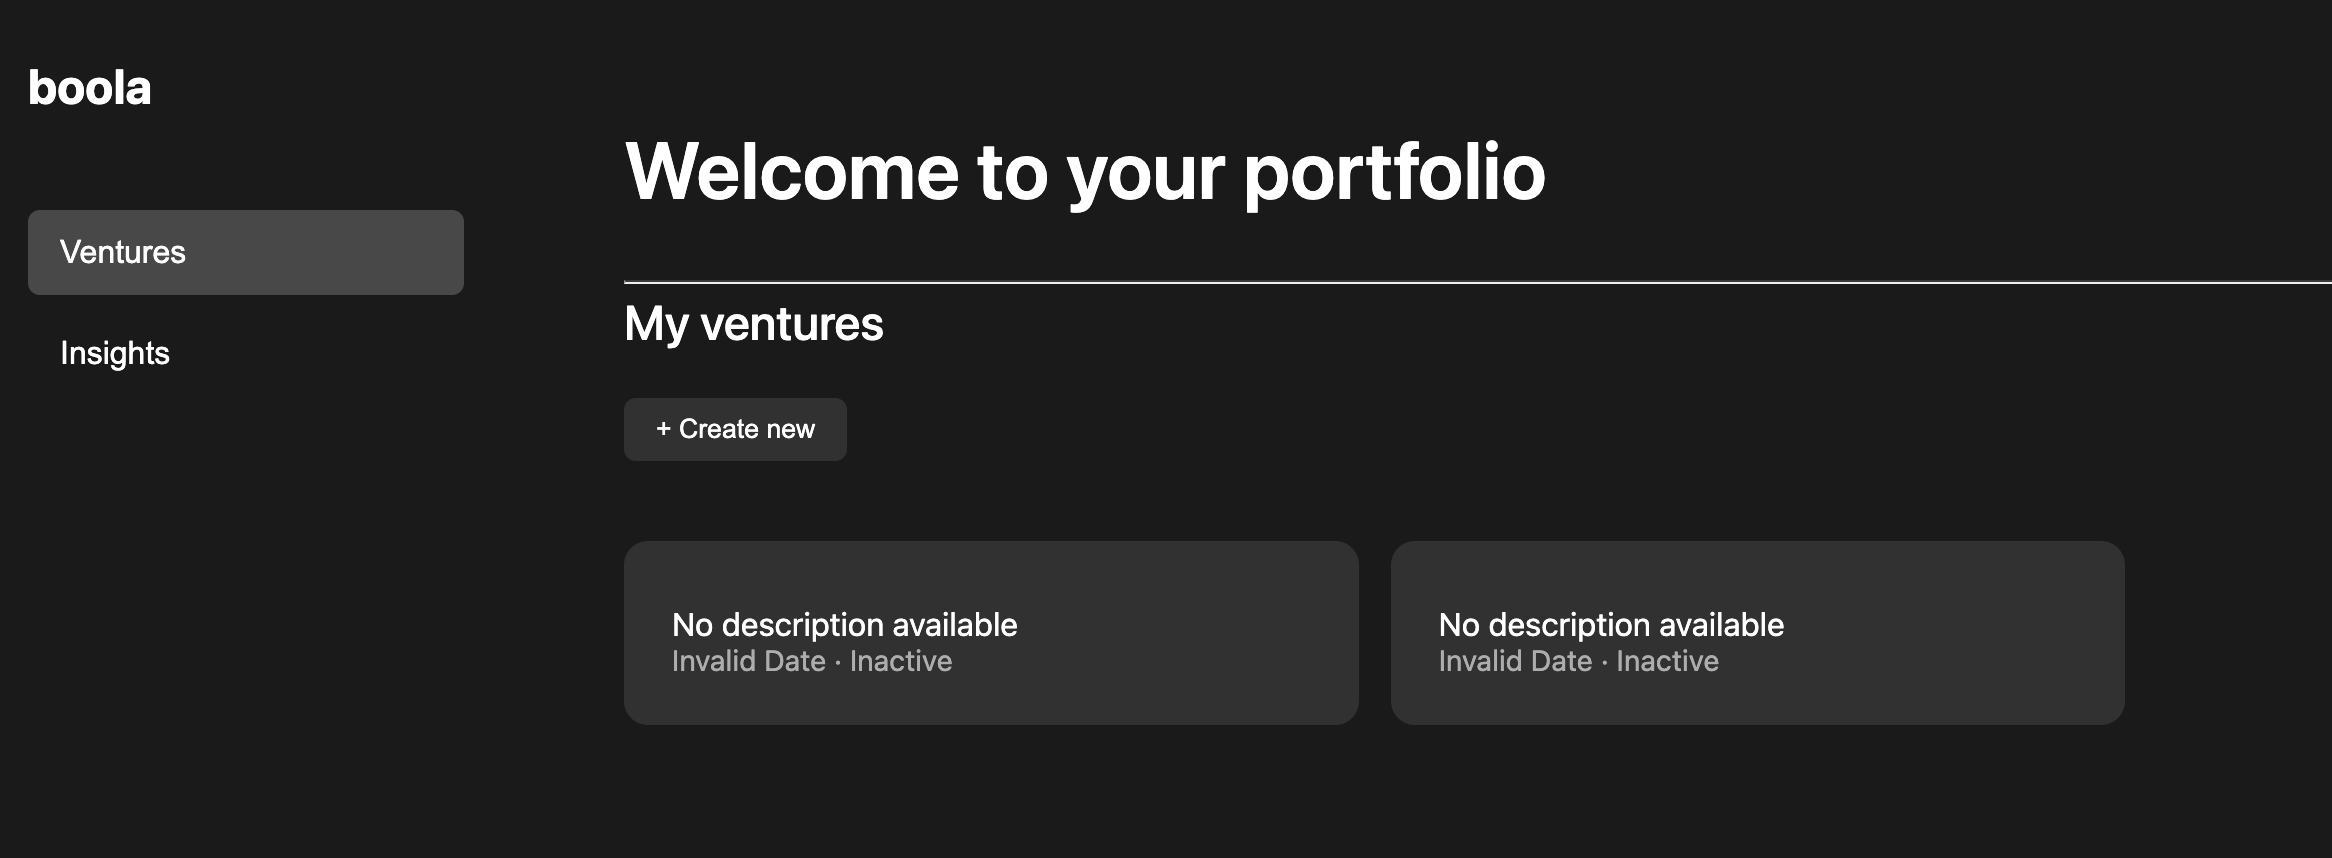 boola
Ventures
Insights
Welcome to your portfolio
My ventures
+ Create new
No description available
Invalid Date · Inactive
No description available
Invalid Date · Inactive